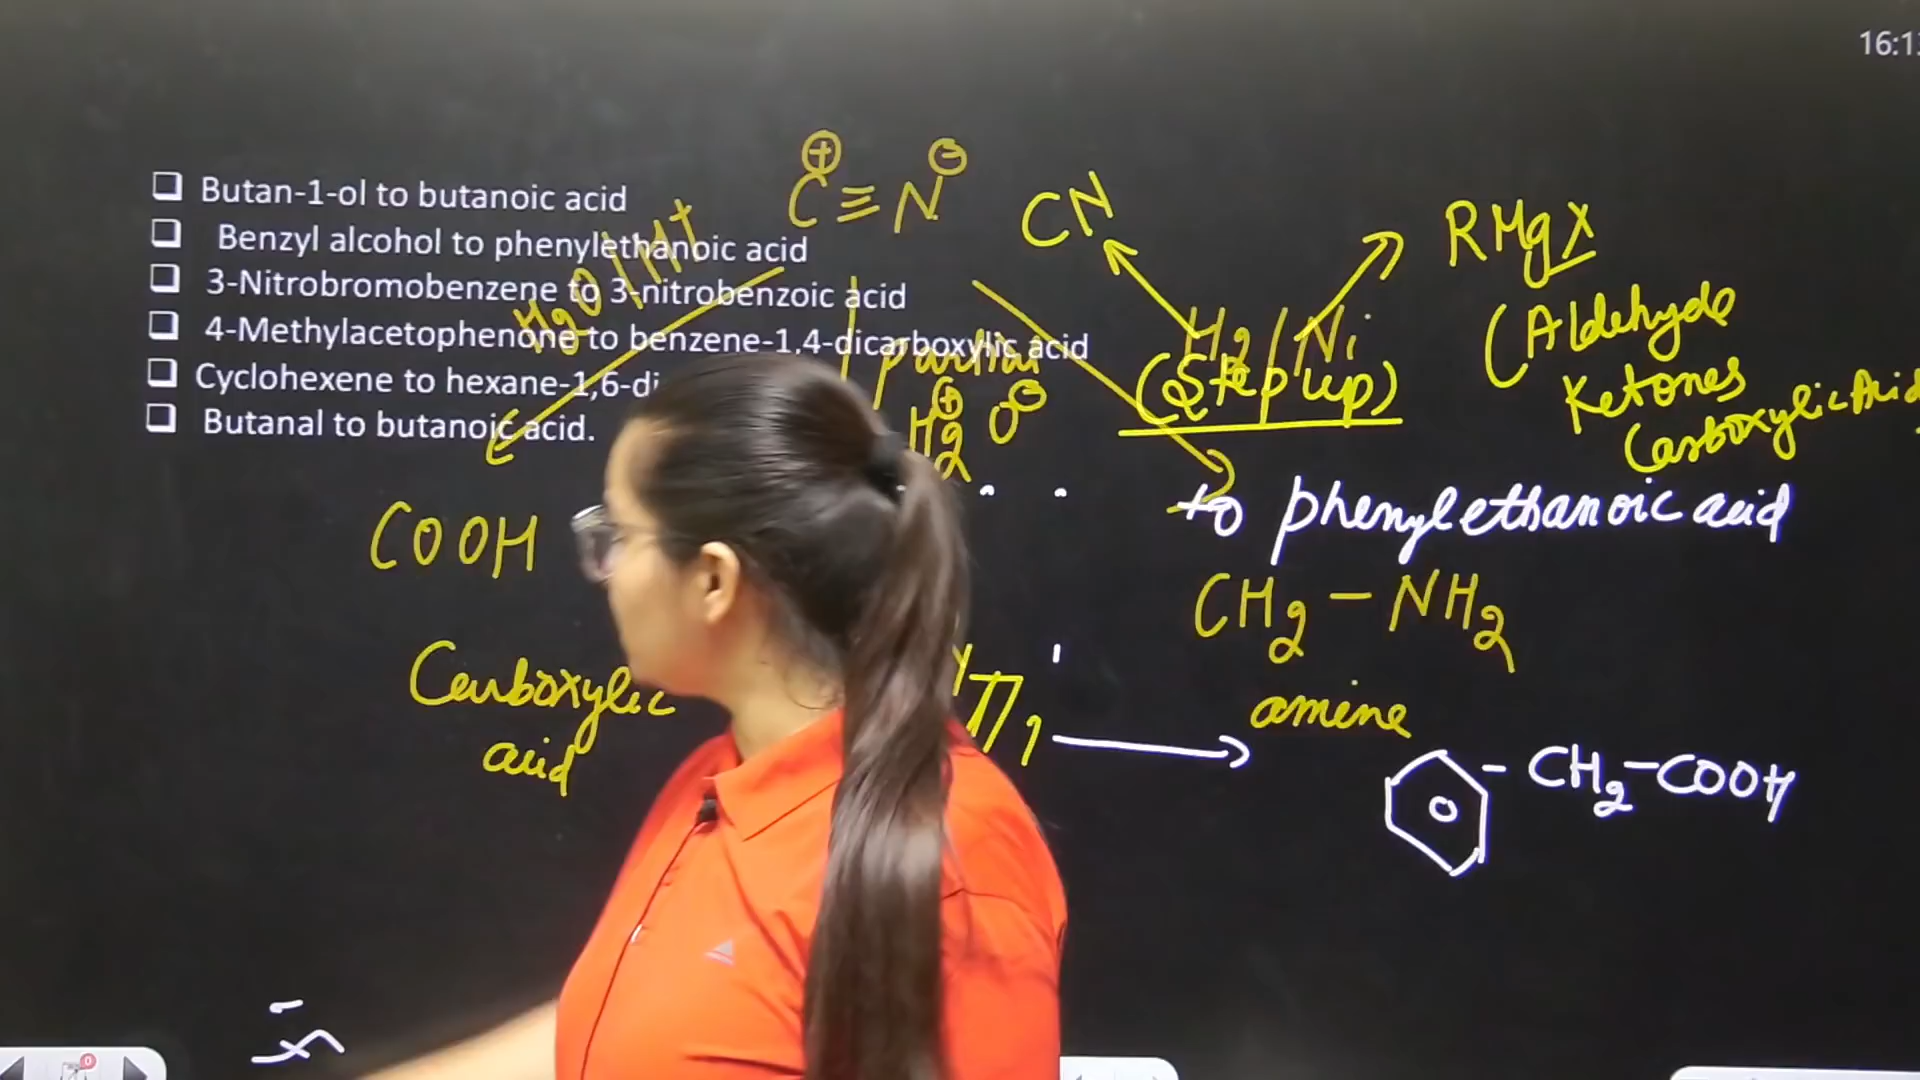 16:1
❑ Butan-1-ol to butanoic acid
❑ Benzyl alcohol to phenylethanoic acid
❑ 3-Nitrobromobenzene to 3-nitrobenzoic acid
❑ 4-Methylacetophenone to benzene-1,4-dicarboxylic acid
❑ Cyclohexene to hexane-1,6-di
❑ Butanal to butanoic acid.
⊕ ⊖
C≡N
H2O/H+
partial
H2⊕ O⊖
CN
H2/Ni
(Step up)
RMgX
(Aldehyde
Ketones
Carboxylic Acid
COOH
Carboxylic
acid
to phenylethanoic acid
CH2-NH2
amine
-CH2-COOH
0